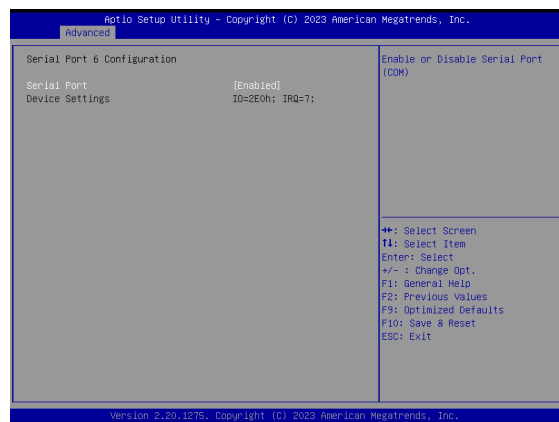 Aptio Setup Utility – Copyright (C) 2023 American Megatrends, Inc.
Advanced
Serial Port 6 Configuration
Serial Port [Enabled]
Device Settings IO=2E0h; IRQ=7;
Enable or Disable Serial Port
(COM)
→←: Select Screen
↑↓: Select Item
Enter: Select
+/- : Change Opt.
F1: General Help
F2: Previous Values
F9: Optimized Defaults
F10: Save & Reset
ESC: Exit
Version 2.20.1275. Copyright (C) 2023 American Megatrends, Inc.